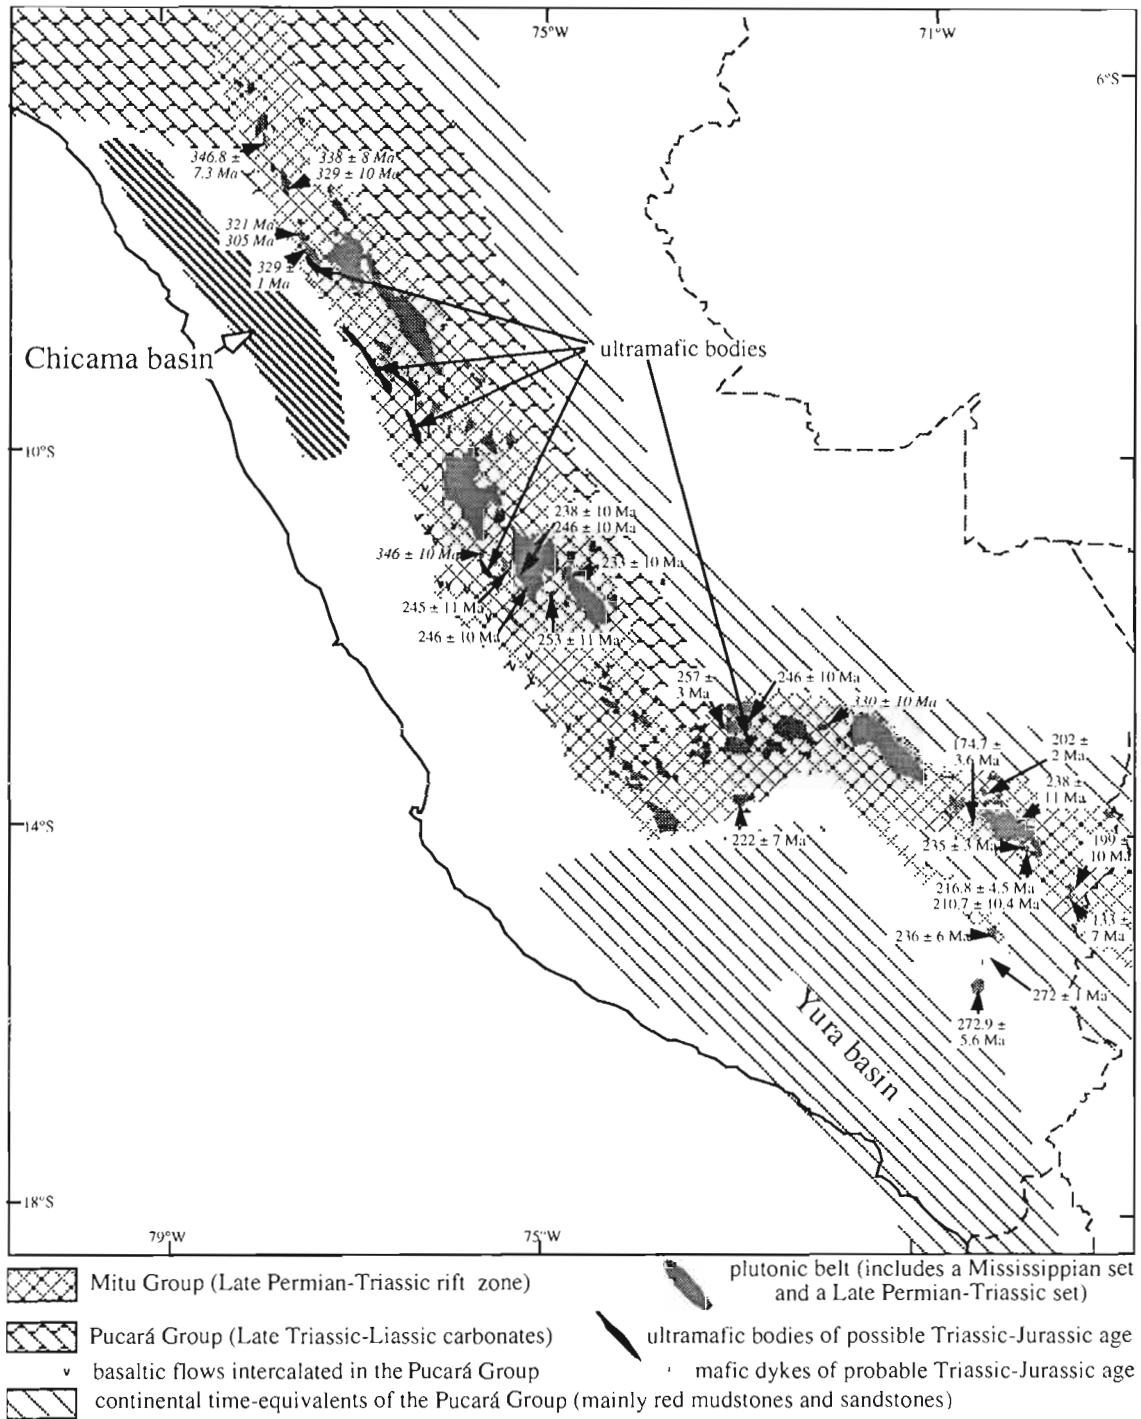 75°W
71°W
6°S
346.8 ±
7.3 Ma
338 ± 8 Ma
329 ± 10 Ma
321 Ma
305 Ma
329 ±
1 Ma
Chicama basin
ultramafic bodies
10°S
238 ± 10 Ma
246 ± 10 Ma
346 ± 10 Ma
233 ± 10 Ma
245 ± 11 Ma
246 ± 10 Ma
253 ± 11 Ma
257 ±
3 Ma
246 ± 10 Ma
330 ± 10 Ma
174.7 ±
3.6 Ma
202 ±
2 Ma
238 ±
11 Ma
14°S
222 ± 7 Ma
235 ± 3 Ma
199 ±
10 Ma
216.8 ± 4.5 Ma
210.7 ± 10.4 Ma
133 ±
7 Ma
236 ± 6 Ma
272 ± 1 Ma
272.9 ±
5.6 Ma
Yura basin
18°S
79°W
75°W
Mitu Group (Late Permian-Triassic rift zone)
plutonic belt (includes a Mississippian set
and a Late Permian-Triassic set)
Pucará Group (Late Triassic-Liassic carbonates)
ultramafic bodies of possible Triassic-Jurassic age
v basaltic flows intercalated in the Pucará Group
mafic dykes of probable Triassic-Jurassic age
continental time-equivalents of the Pucará Group (mainly red mudstones and sandstones)